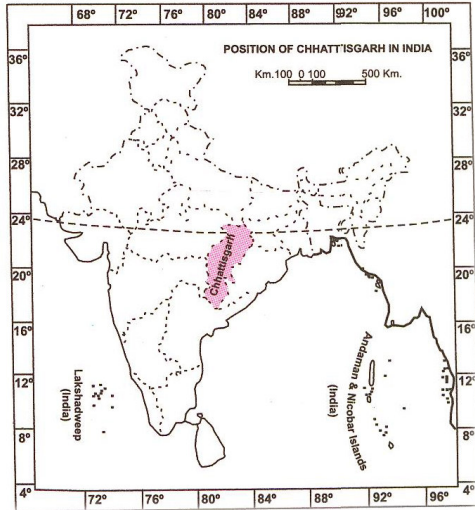 68° 72° 76° 80° 84° 88° 92° 96° 100°
POSITION OF CHHATTISGARH IN INDIA
Km.100 0 100 500 Km.
36° 36°
32° 32°
28° 28°
24° 24°
20° 20°
16° 16°
12° 12°
8° 8°
4° 4°
Chhattisgarh
Lakshadweep
(India)
Andaman & Nicobar Islands
(India)
72° 76° 80° 84° 88° 92° 96°